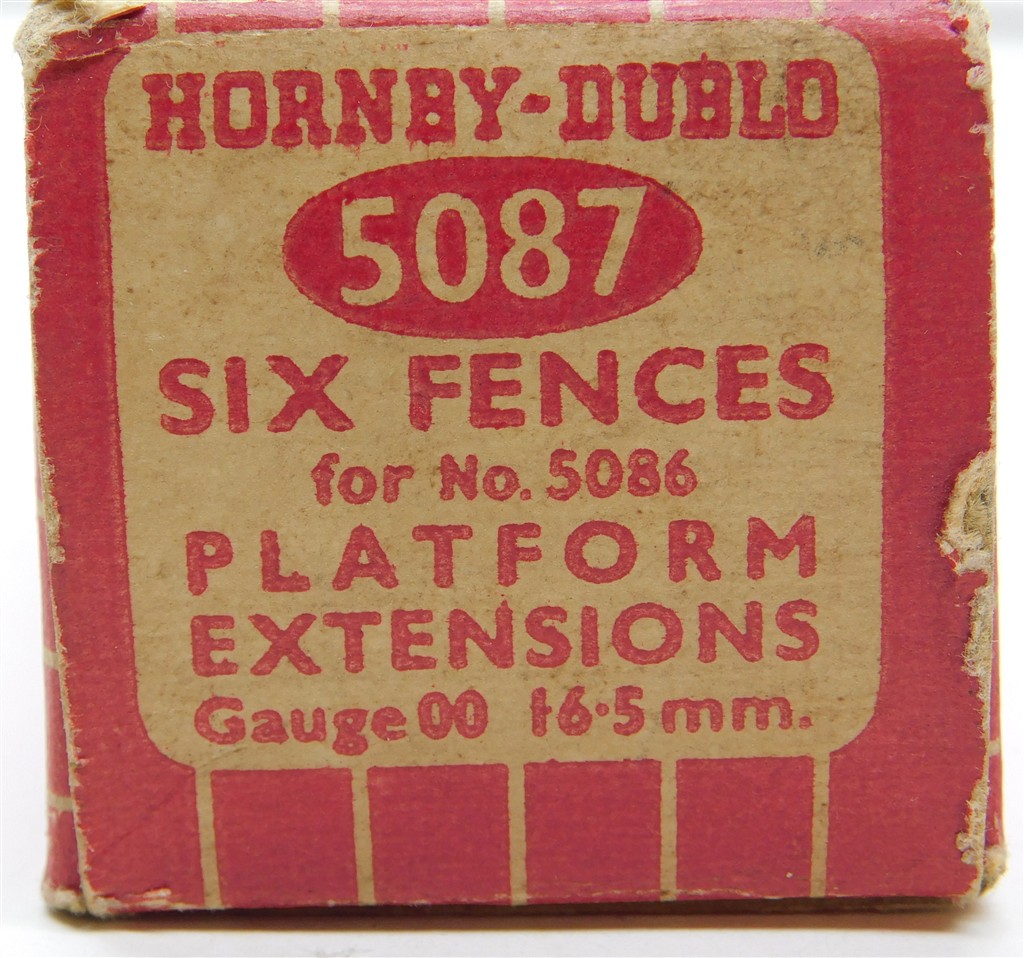 HORNBY-DUBLO
5087
SIX FENCES
for No. 5086
PLATFORM
EXTENSIONS
Gauge 00 16·5 mm.